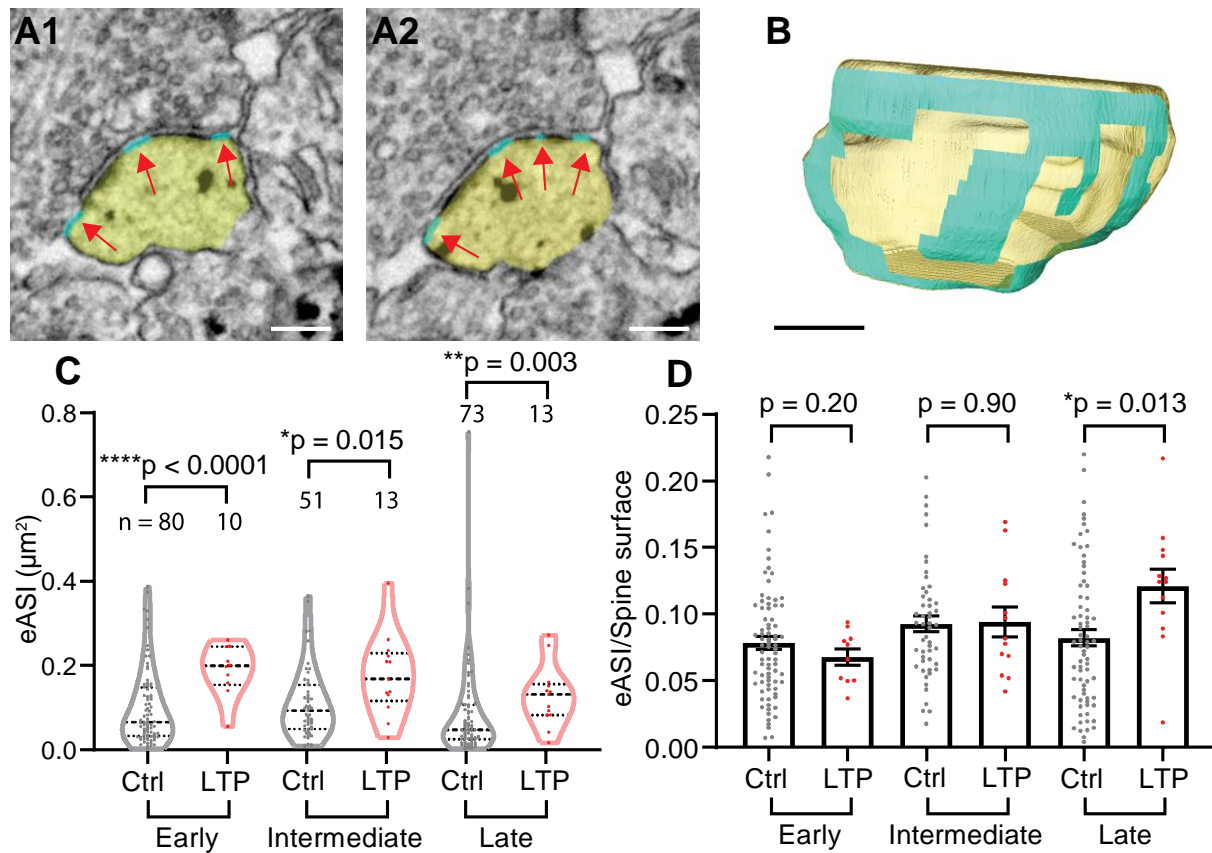 A1 A2 B
C
**p = 0.003
73 13
*p = 0.015
51 13
****p < 0.0001
n = 80 10
eASI (µm²)
0.8
0.6
0.4
0.2
0.0
Ctrl LTP Ctrl LTP Ctrl LTP
Early Intermediate Late
D
p = 0.20 p = 0.90 *p = 0.013
eASI/Spine surface
0.25
0.20
0.15
0.10
0.05
0.00
Ctrl LTP Ctrl LTP Ctrl LTP
Early Intermediate Late